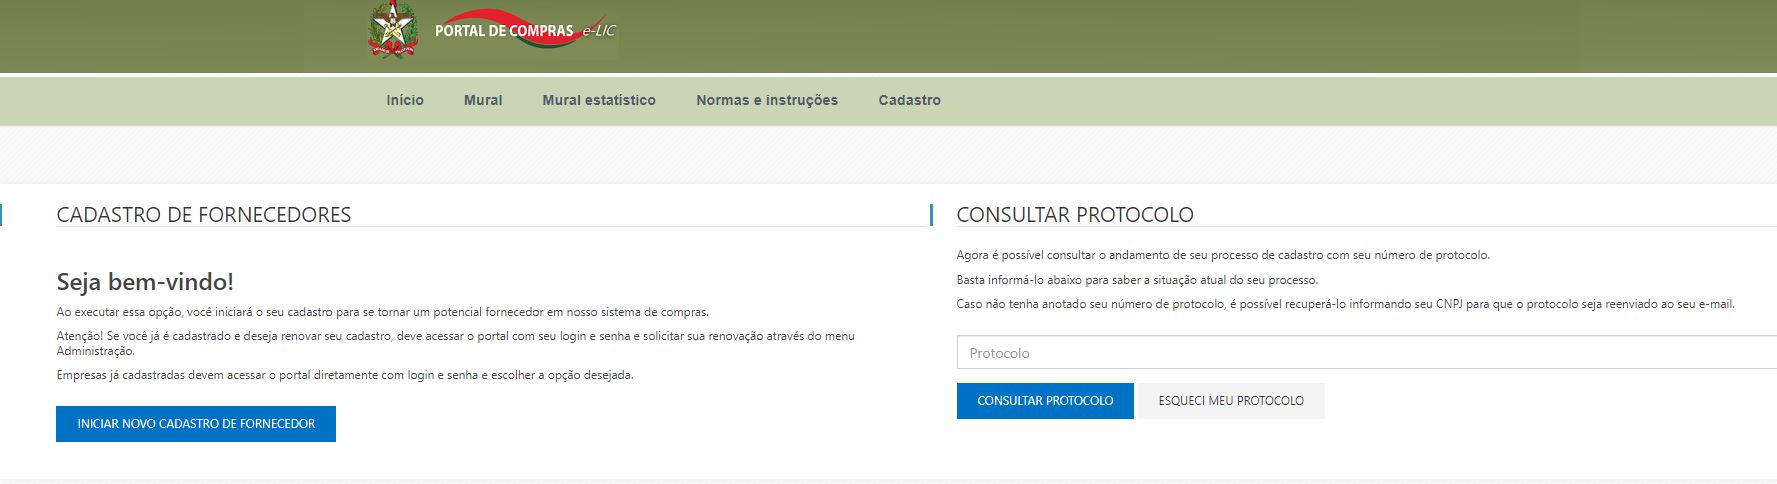 PORTAL DE COMPRAS e-LIC
Início Mural Mural estatístico Normas e instruções Cadastro
CADASTRO DE FORNECEDORES
Seja bem-vindo!
Ao executar essa opção, você iniciará o seu cadastro para se tornar um potencial fornecedor em nosso sistema de compras.
Atenção! Se você já é cadastrado e deseja renovar seu cadastro, deve acessar o portal com seu login e senha e solicitar sua renovação através do menu
Administração.
Empresas já cadastradas devem acessar o portal diretamente com login e senha e escolher a opção desejada.
INICIAR NOVO CADASTRO DE FORNECEDOR
CONSULTAR PROTOCOLO
Agora é possível consultar o andamento de seu processo de cadastro com seu número de protocolo.
Basta informá-lo abaixo para saber a situação atual do seu processo.
Caso não tenha anotado seu número de protocolo, é possível recuperá-lo informando seu CNPJ para que o protocolo seja reenviado ao seu e-mail.
Protocolo
CONSULTAR PROTOCOLO ESQUECI MEU PROTOCOLO